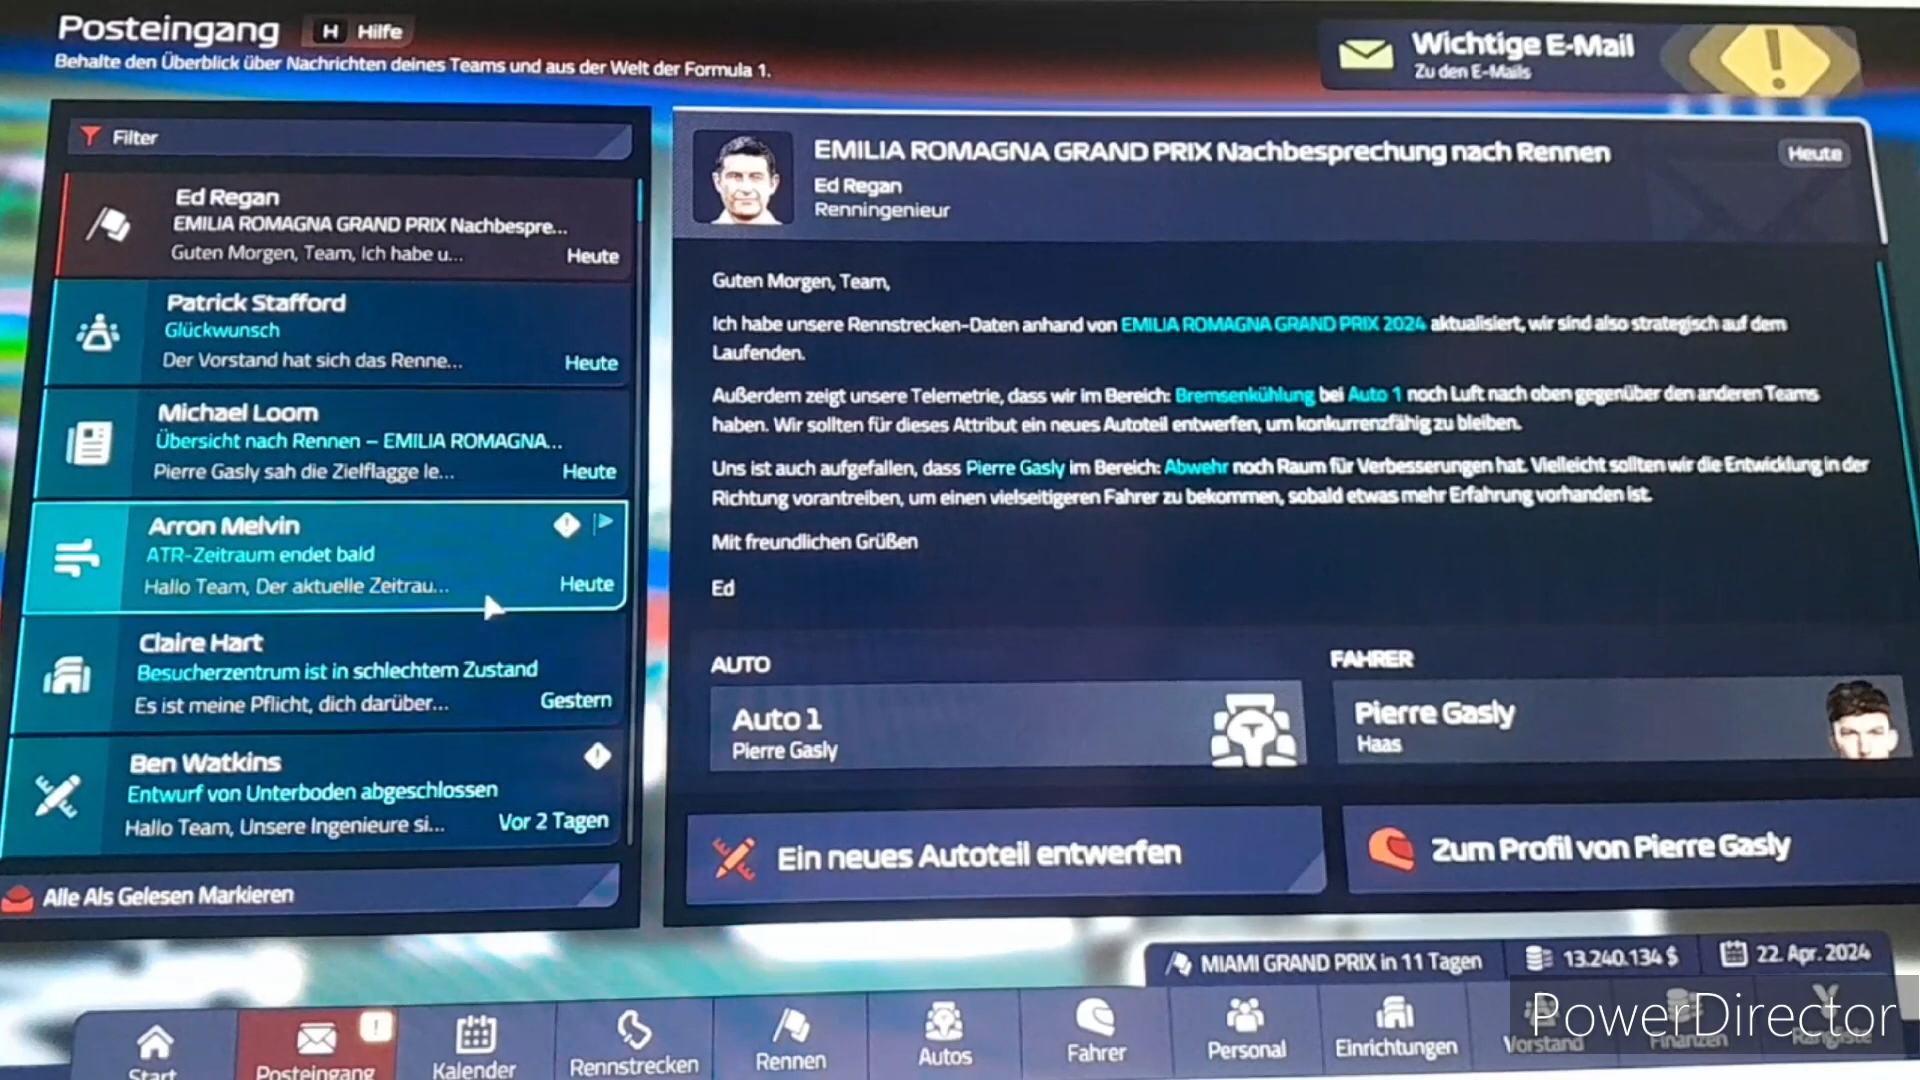 Posteingang
H Hilfe
Behalte den Überblick über Nachrichten deines Teams und aus der Welt der Formula 1.
Wichtige E-Mail
Zu den E-Mails
Filter
Ed Regan
EMILIA ROMAGNA GRAND PRIX Nachbespre...
Guten Morgen, Team, Ich habe u...
Heute
Patrick Stafford
Glückwunsch
Der Vorstand hat sich das Renne...
Heute
Michael Loom
Übersicht nach Rennen – EMILIA ROMAGNA...
Pierre Gasly sah die Zielflagge le...
Heute
Arron Melvin
ATR-Zeitraum endet bald
Hallo Team, Der aktuelle Zeitrau...
Heute
Claire Hart
Besucherzentrum ist in schlechtem Zustand
Es ist meine Pflicht, dich darüber...
Gestern
Ben Watkins
Entwurf von Unterboden abgeschlossen
Hallo Team, Unsere Ingenieure si...
Vor 2 Tagen
Alle Als Gelesen Markieren
EMILIA ROMAGNA GRAND PRIX Nachbesprechung nach Rennen
Heute
Ed Regan
Renningenieur
Guten Morgen, Team,
Ich habe unsere Rennstrecken-Daten anhand von EMILIA ROMAGNA GRAND PRIX 2024 aktualisiert, wir sind also strategisch auf dem
Laufenden.
Außerdem zeigt unsere Telemetrie, dass wir im Bereich: Bremsenkühlung bei Auto 1 noch Luft nach oben gegenüber den anderen Teams
haben. Wir sollten für dieses Attribut ein neues Autoteil entwerfen, um konkurrenzfähig zu bleiben.
Uns ist auch aufgefallen, dass Pierre Gasly im Bereich: Abwehr noch Raum für Verbesserungen hat. Vielleicht sollten wir die Entwicklung in der
Richtung vorantreiben, um einen vielseitigeren Fahrer zu bekommen, sobald etwas mehr Erfahrung vorhanden ist.
Mit freundlichen Grüßen
Ed
AUTO
Auto 1
Pierre Gasly
FAHRER
Pierre Gasly
Haas
Ein neues Autoteil entwerfen
Zum Profil von Pierre Gasly
MIAMI GRAND PRIX in 11 Tagen
13.240.134 $
22. Apr. 2024
Start
Posteingang
Kalender
Rennstrecken
Rennen
Autos
Fahrer
Personal
Einrichtungen
Vorstand
Finanzen
Rangliste
PowerDirector